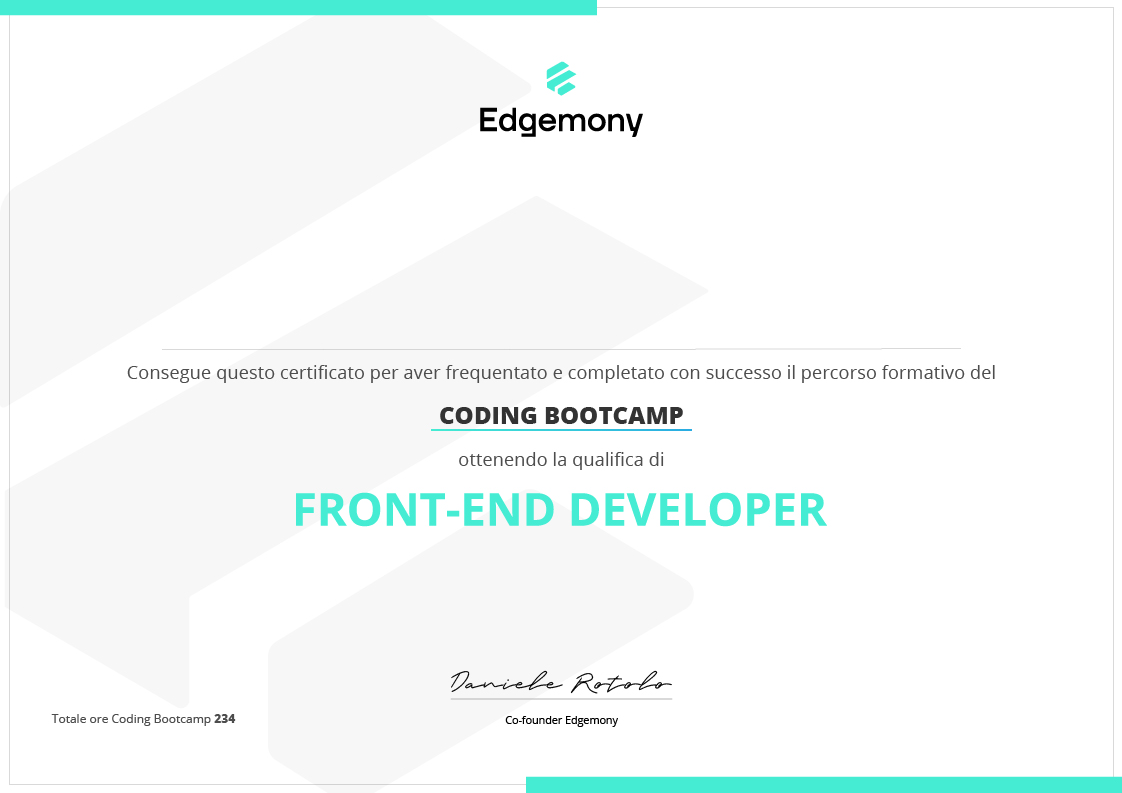 Edgemony
Consegue questo certificato per aver frequentato e completato con successo il percorso formativo del
CODING BOOTCAMP
ottenendo la qualifica di
FRONT-END DEVELOPER
Daniele Rotolo
Totale ore Coding Bootcamp 234
Co-founder Edgemony